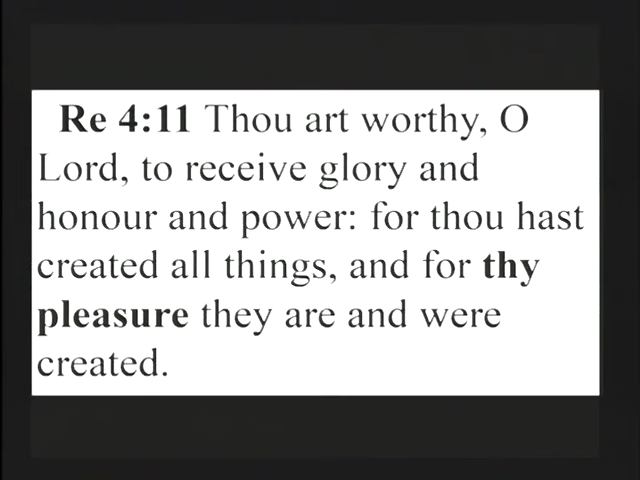 Re 4:11 Thou art worthy, O
Lord, to receive glory and
honour and power: for thou hast
created all things, and for thy
pleasure they are and were
created.